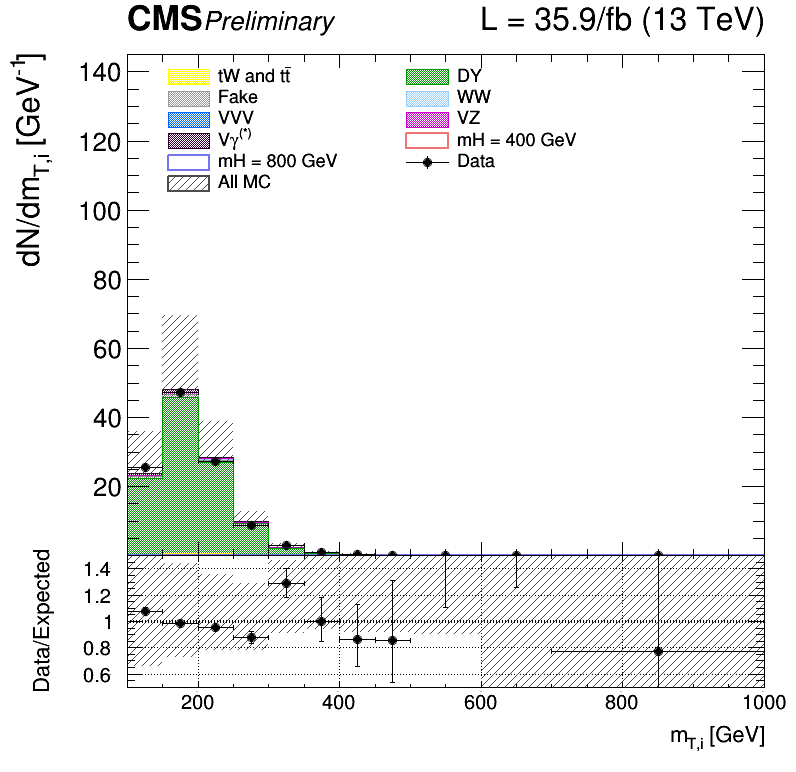 CMS Preliminary L = 35.9/fb (13 TeV)
dN/dm_{T,i} [GeV^{-1}]
140
120
100
80
60
40
20
tW and tt̄
Fake
VVV
Vγ^{(*)}
mH = 800 GeV
All MC
DY
WW
VZ
mH = 400 GeV
Data
Data/Expected
1.4
1.2
1
0.8
0.6
200 400 600 800 1000
m_{T,i} [GeV]